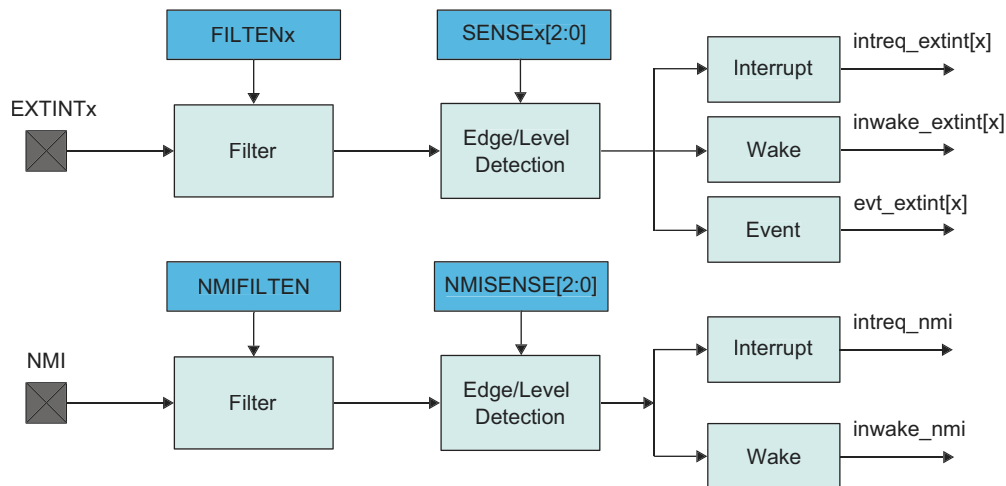 FILTENx
SENSEx[2:0]
intreq_extint[x]
Interrupt
EXTINTx
Filter
Edge/Level
Detection
inwake_extint[x]
Wake
evt_extint[x]
Event
NMIFILTEN
NMISENSE[2:0]
intreq_nmi
Interrupt
NMI
Filter
Edge/Level
Detection
inwake_nmi
Wake